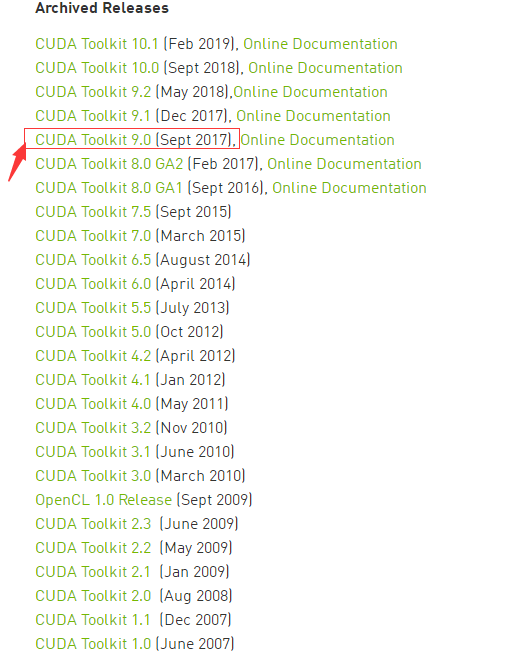 Archived Releases
CUDA Toolkit 10.1 (Feb 2019), Online Documentation
CUDA Toolkit 10.0 (Sept 2018), Online Documentation
CUDA Toolkit 9.2 (May 2018),Online Documentation
CUDA Toolkit 9.1 (Dec 2017), Online Documentation
CUDA Toolkit 9.0 (Sept 2017), Online Documentation
CUDA Toolkit 8.0 GA2 (Feb 2017), Online Documentation
CUDA Toolkit 8.0 GA1 (Sept 2016), Online Documentation
CUDA Toolkit 7.5 (Sept 2015)
CUDA Toolkit 7.0 (March 2015)
CUDA Toolkit 6.5 (August 2014)
CUDA Toolkit 6.0 (April 2014)
CUDA Toolkit 5.5 (July 2013)
CUDA Toolkit 5.0 (Oct 2012)
CUDA Toolkit 4.2 (April 2012)
CUDA Toolkit 4.1 (Jan 2012)
CUDA Toolkit 4.0 (May 2011)
CUDA Toolkit 3.2 (Nov 2010)
CUDA Toolkit 3.1 (June 2010)
CUDA Toolkit 3.0 (March 2010)
OpenCL 1.0 Release (Sept 2009)
CUDA Toolkit 2.3 (June 2009)
CUDA Toolkit 2.2 (May 2009)
CUDA Toolkit 2.1 (Jan 2009)
CUDA Toolkit 2.0 (Aug 2008)
CUDA Toolkit 1.1 (Dec 2007)
CUDA Toolkit 1.0 (June 2007)